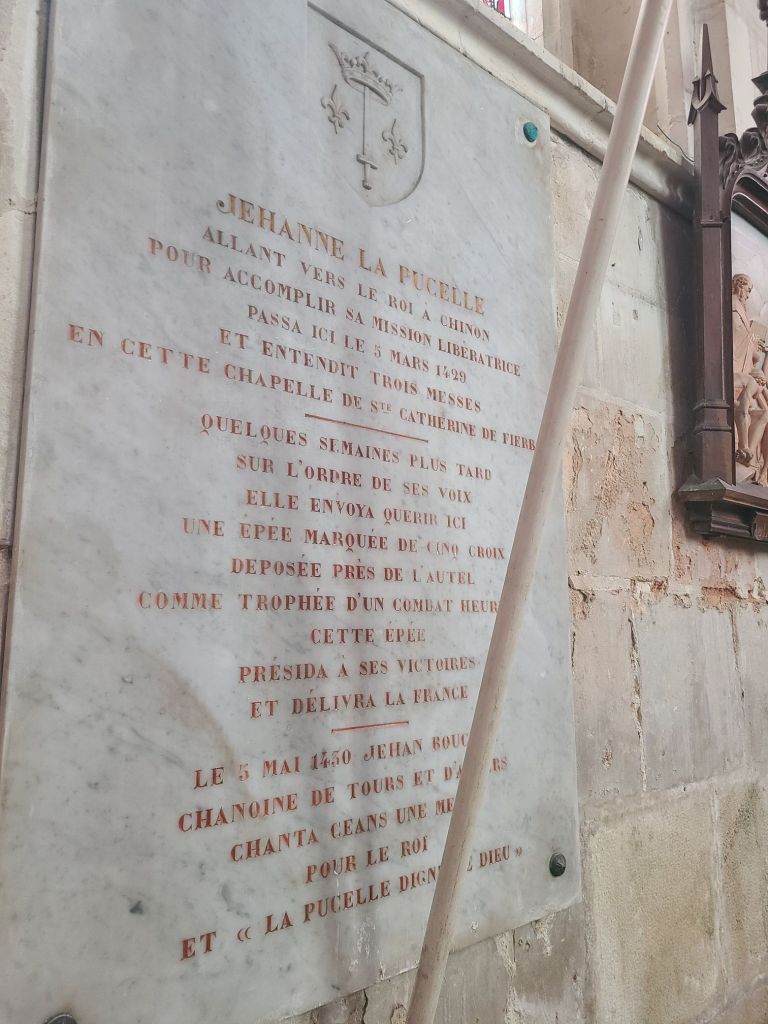 JEHANNE LA PUCELLE
ALLANT VERS LE ROI A CHINON
POUR ACCOMPLIR SA MISSION LIBÉRATRICE
PASSA ICI LE 5 MARS 1429
ET ENTENDIT TROIS MESSES
EN CETTE CHAPELLE DE STE CATHERINE DE FIERB
QUELQUES SEMAINES PLUS TARD
SUR L'ORDRE DE SES VOIX
ELLE ENVOYA QUERIR ICI
UNE EPÉE MARQUÉE DE CINQ CROIX
DEPOSÉE PRÈS DE L'AUTEL
COMME TROPHÉE D'UN COMBAT HEUR
CETTE ÉPÉE
PRÉSIDA À SES VICTOIRES
ET DÉLIVRA LA FRANCE
LE 5 MAI 1430 JEHAN BOUC
CHANOINE DE TOURS ET D'A RS
CHANTA CEANS UNE ME
POUR LE ROI
ET « LA PUCELLE DIGN E DIEU »